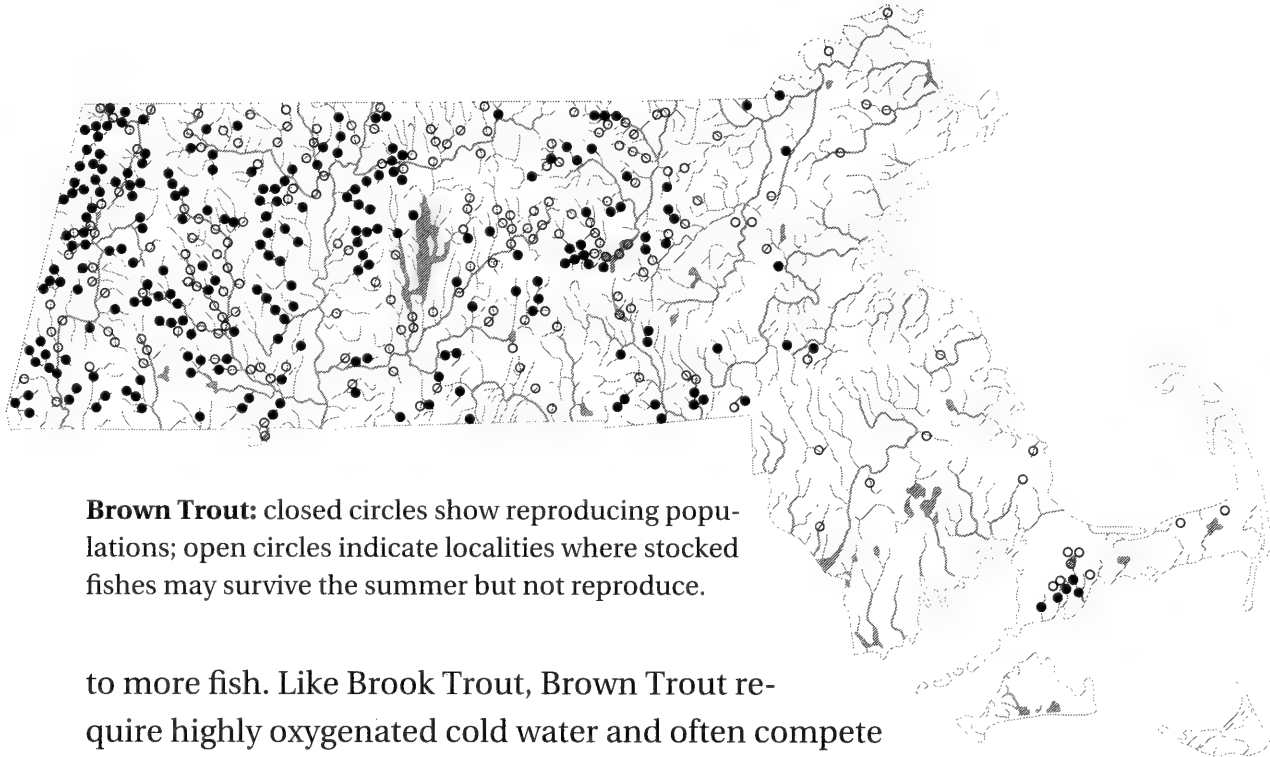 Brown Trout: closed circles show reproducing popu-
lations; open circles indicate localities where stocked
fishes may survive the summer but not reproduce.
to more fish. Like Brook Trout, Brown Trout re-
quire highly oxygenated cold water and often compete